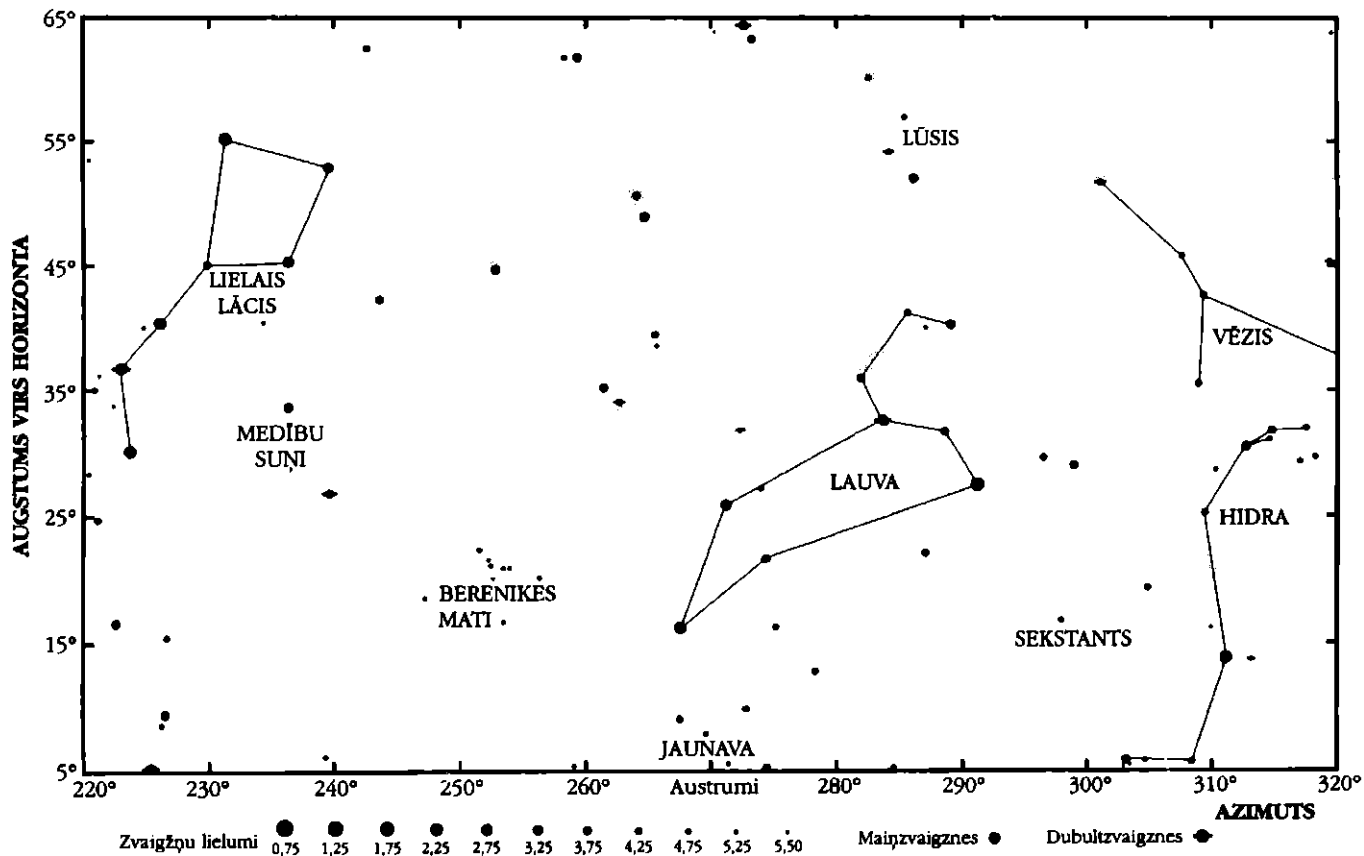 AUGSTUMS VIRS HORIZONTA
65°
55°
45°
35°
25°
15°
5°
LŪSIS
LIELAIS
LĀCIS
VĒZIS
MEDĪBU
SUŅI
LAUVA
HIDRA
BERENIKES
MATI
SEKSTANTS
JAUNAVA
220° 230° 240° 250° 260° Austrumi 280° 290° 300° 310° 320°
AZIMUTS
Zvaigžņu lielumi 0,75 1,25 1,75 2,25 2,75 3,25 3,75 4,25 4,75 5,25 5,50 Maiņzvaigznes Dubultzvaigznes